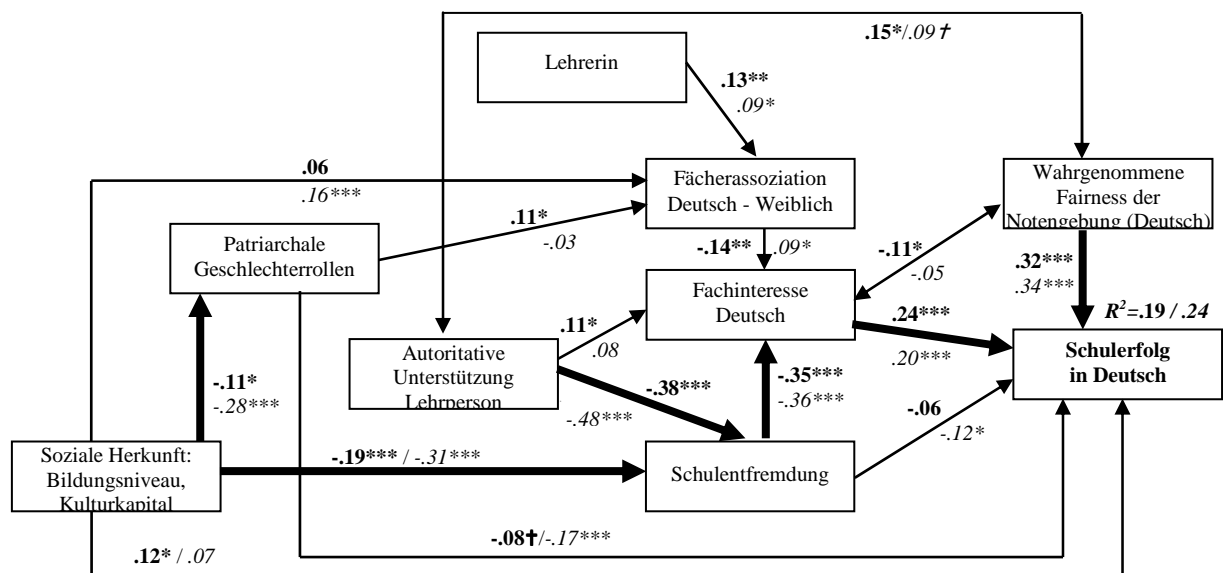 .15*/.09 †
Lehrerin
.13**
.09*
.06
.16***
Fächerassoziation
Deutsch - Weiblich
Wahrgenommene
Fairness der
Notengebung (Deutsch)
.11*
-.03
Patriarchale
Geschlechterrollen
-.14** .09*
-.11*
-.05
.32***
.34***
Fachinteresse
Deutsch
R²=.19 / .24
.11*
.08
.24***
.20***
Autoritative
Unterstützung
Lehrperson
Schulerfolg
in Deutsch
-.11*
-.28***
-.38***
-.48***
-.35***
-.36***
-.06
-.12*
Soziale Herkunft:
Bildungsniveau,
Kulturkapital
-.19*** / -.31***
Schulentfremdung
-.08†/-.17***
.12* / .07